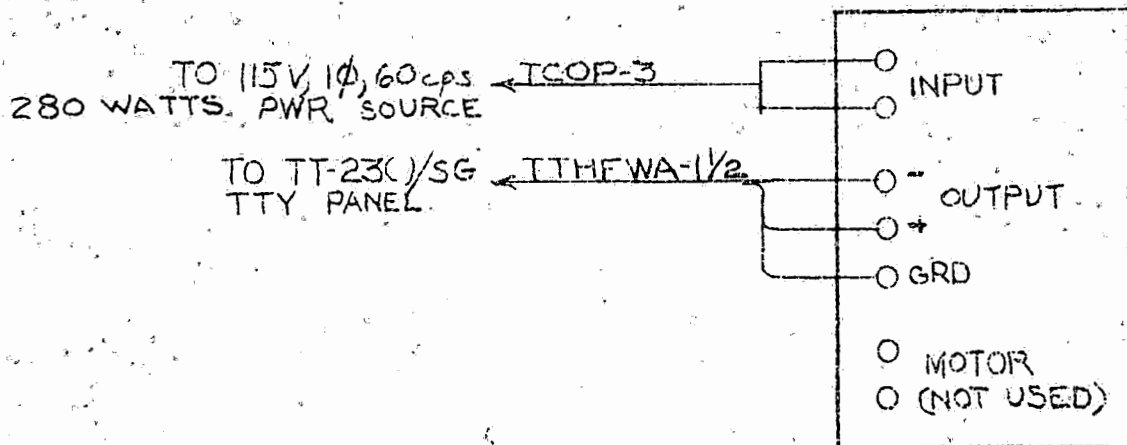 TO 115V, 1φ, 60cps
280 WATTS. PWR SOURCE
TCOP-3
INPUT
TO TT-23( )/SG
TTY PANEL
TTHFWA-1½
-
OUTPUT
+
GRD
MOTOR
(NOT USED)